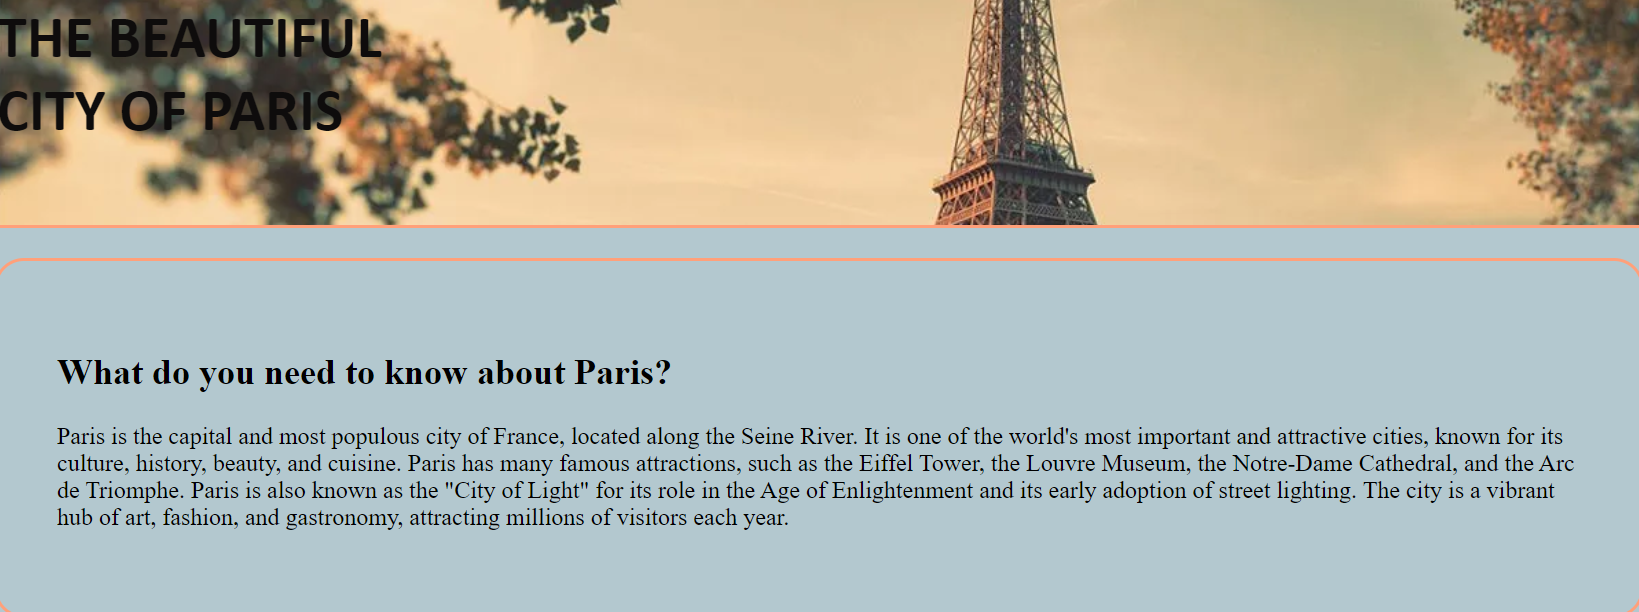 THE BEAUTIFUL
CITY OF PARIS
What do you need to know about Paris?
Paris is the capital and most populous city of France, located along the Seine River. It is one of the world's most important and attractive cities, known for its
culture, history, beauty, and cuisine. Paris has many famous attractions, such as the Eiffel Tower, the Louvre Museum, the Notre-Dame Cathedral, and the Arc
de Triomphe. Paris is also known as the "City of Light" for its role in the Age of Enlightenment and its early adoption of street lighting. The city is a vibrant
hub of art, fashion, and gastronomy, attracting millions of visitors each year.